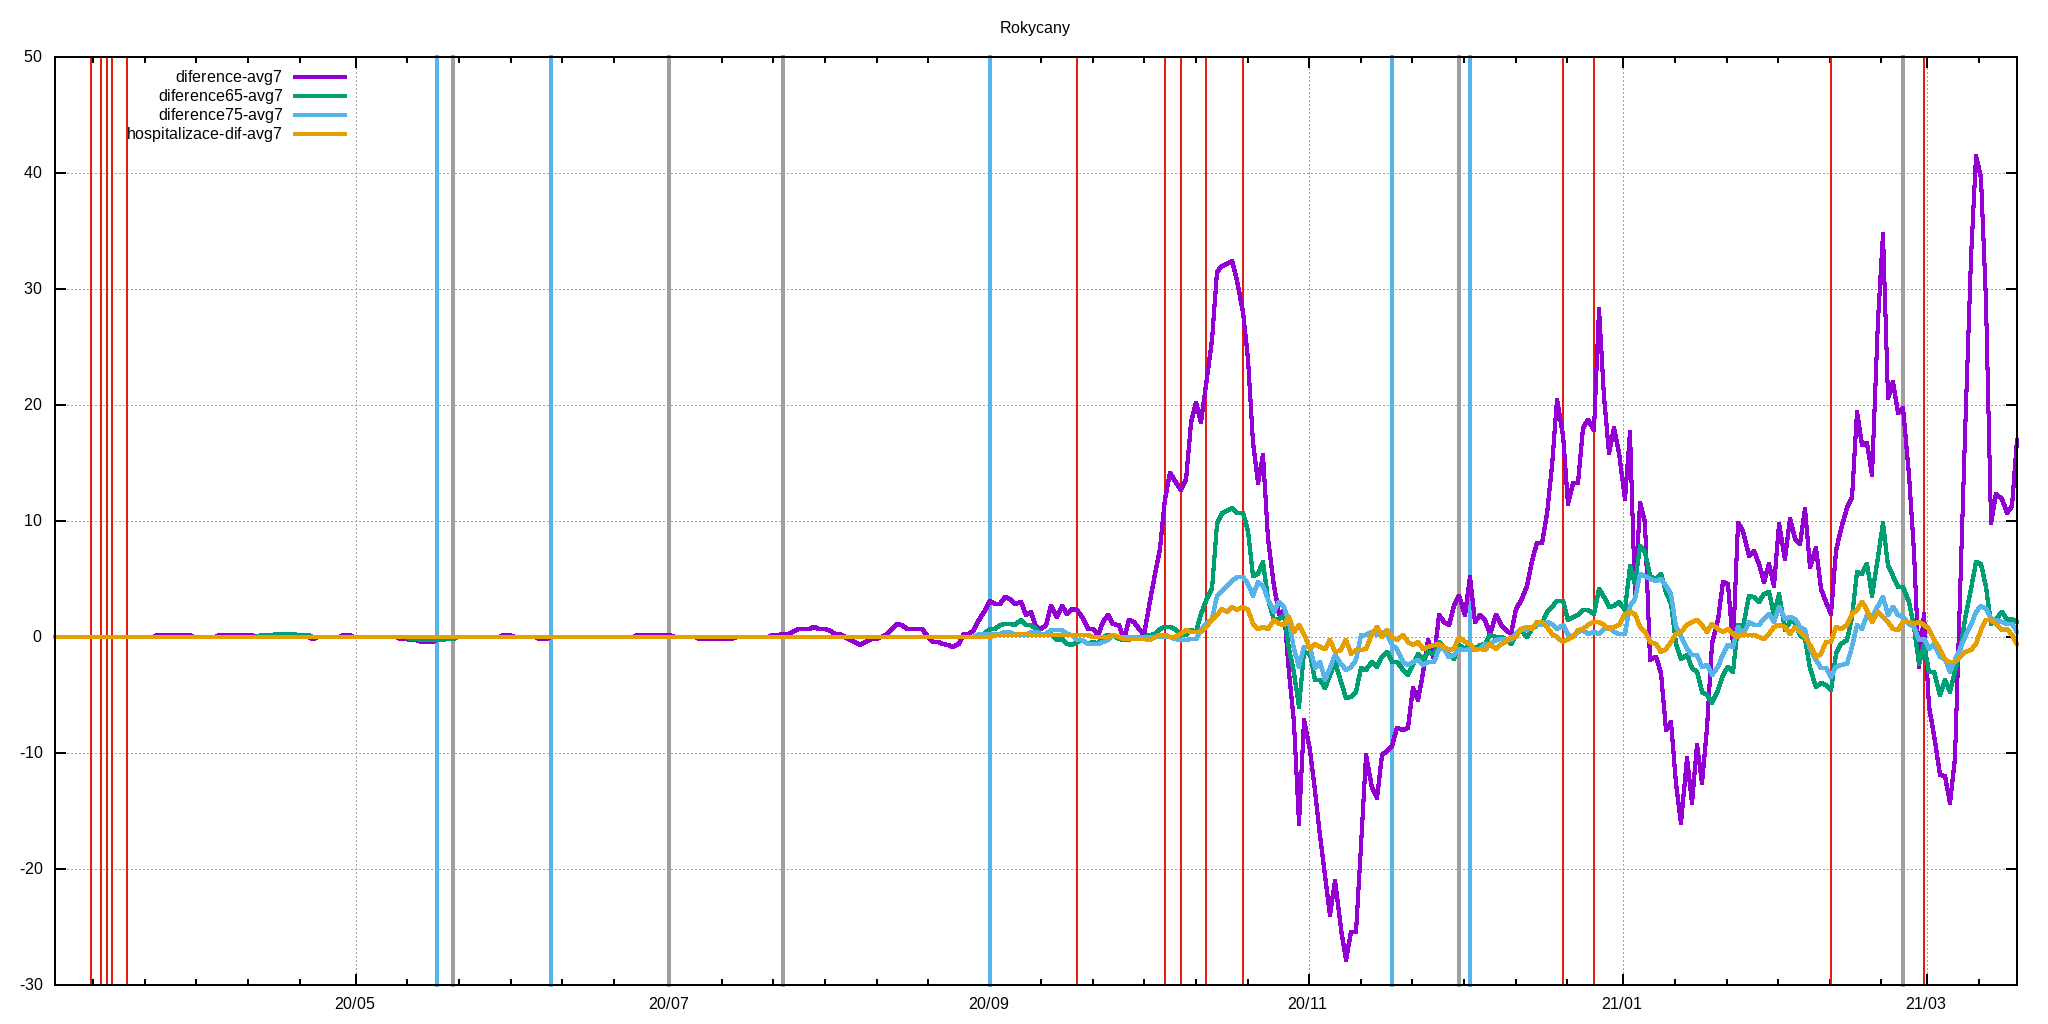 Rokycany
50
diference-avg7
diference65-avg7
diference75-avg7
hospitalizace-dif-avg7
40
30
20
10
0
-10
-20
-30
20/05 20/07 20/09 20/11 21/01 21/03